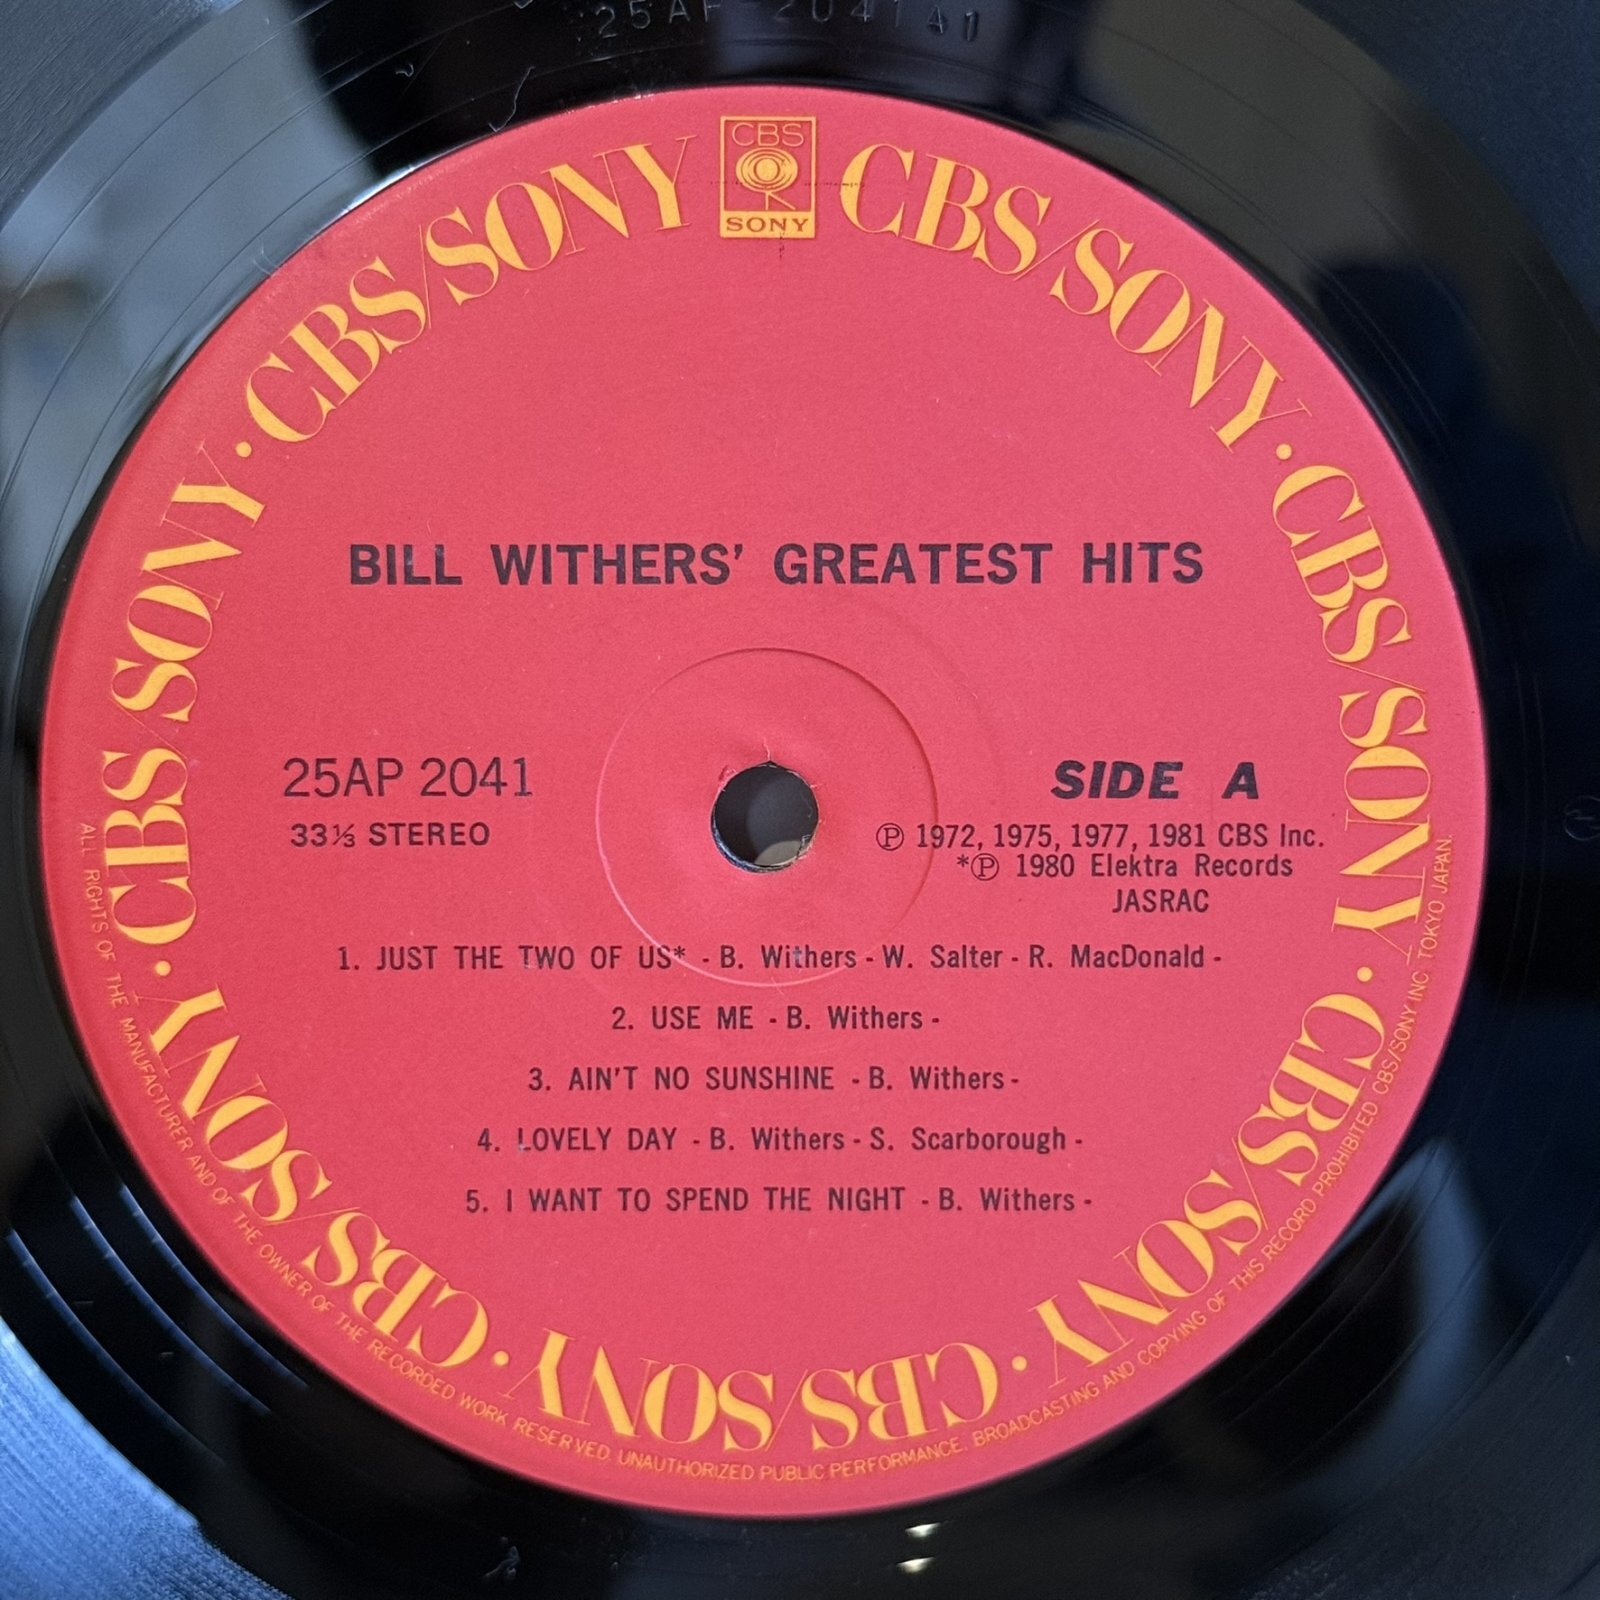 25AP-2041A1
CBS
SONY
CBS/SONY · CBS/SONY · CBS/SONY · CBS/SONY · CBS/SONY · CBS/SONY · CBS/SONY · CBS/SONY
BILL WITHERS’ GREATEST HITS
25AP 2041
33⅓ STEREO
SIDE A
Ⓟ 1972, 1975, 1977, 1981 CBS Inc.
*Ⓟ 1980 Elektra Records
JASRAC
1. JUST THE TWO OF US* - B. Withers - W. Salter - R. MacDonald -
2. USE ME - B. Withers -
3. AIN'T NO SUNSHINE - B. Withers -
4. LOVELY DAY - B. Withers - S. Scarborough -
5. I WANT TO SPEND THE NIGHT - B. Withers -
ALL RIGHTS OF THE MANUFACTURER AND OF THE OWNER OF THE RECORDED WORK RESERVED. UNAUTHORIZED PUBLIC PERFORMANCE. BROADCASTING AND COPYING OF THIS RECORD PROHIBITED CBS/SONY INC. TOKYO JAPAN.